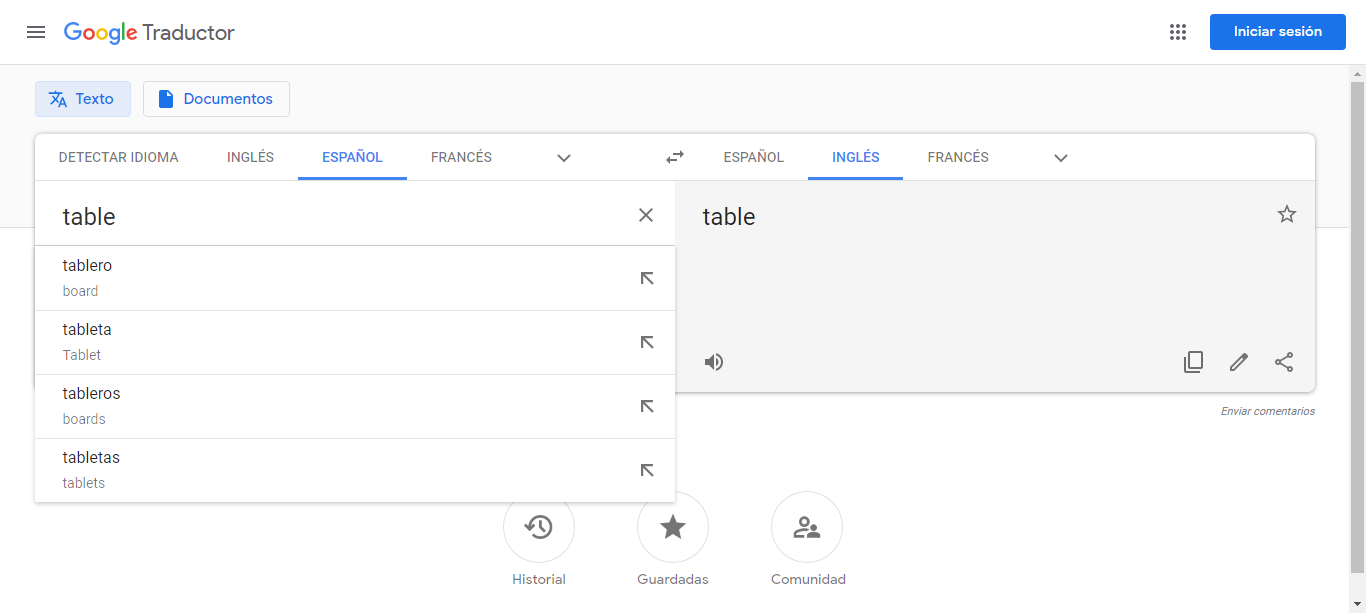 Google Traductor
Iniciar sesión
Texto Documentos
DETECTAR IDIOMA INGLÉS ESPAÑOL FRANCÉS ESPAÑOL INGLÉS FRANCÉS
table table
tablero
board
tableta
Tablet
tableros
boards
tabletas
tablets
Enviar comentarios
Historial Guardadas Comunidad